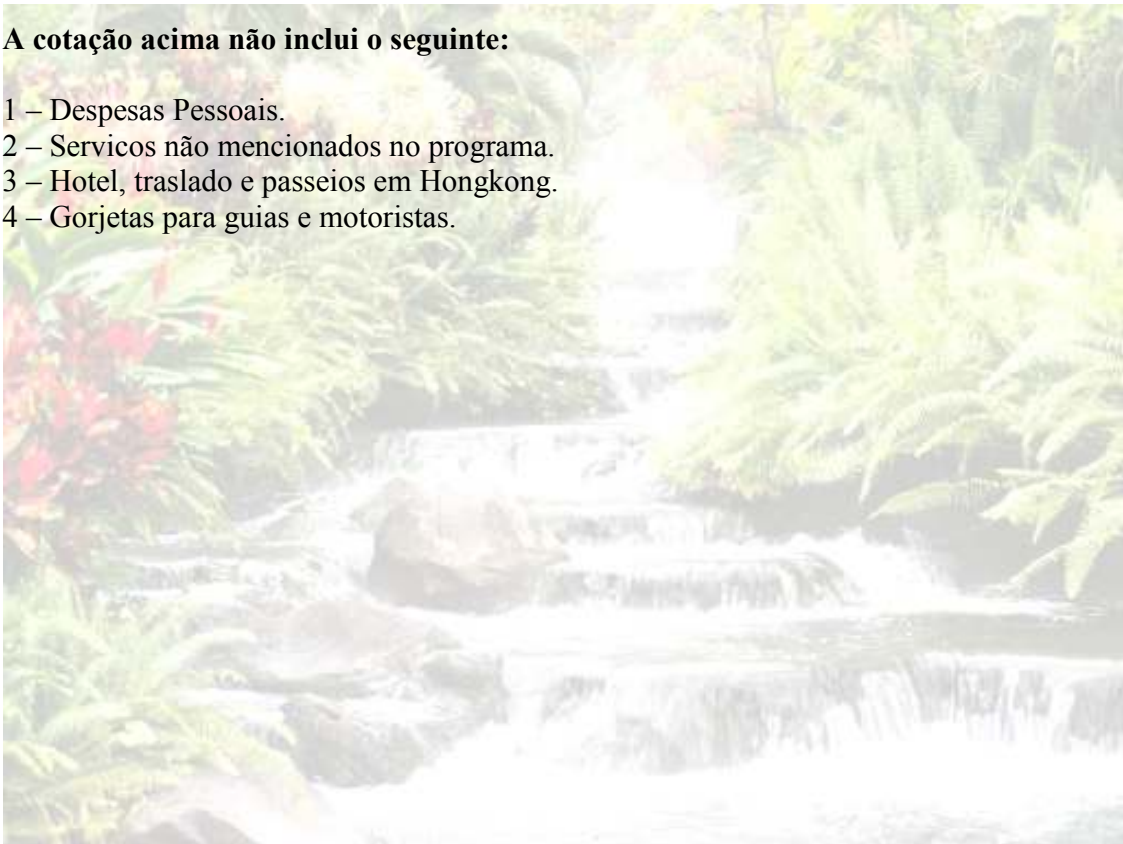 A cotação acima não inclui o seguinte:
1 – Despesas Pessoais.
2 – Servicos não mencionados no programa.
3 – Hotel, traslado e passeios em Hongkong.
4 – Gorjetas para guias e motoristas.